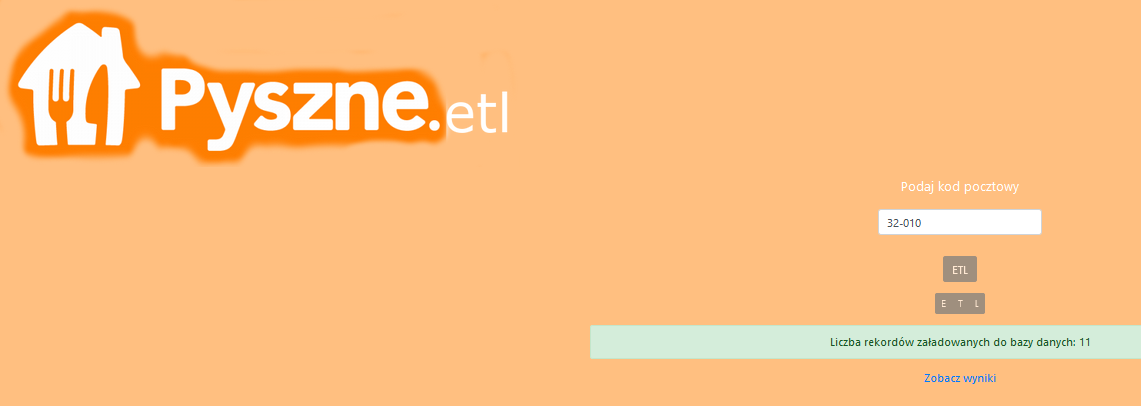 Pyszne.etl
Podaj kod pocztowy
32-010
ETL
E T L
Liczba rekordów załadowanych do bazy danych: 11
Zobacz wyniki